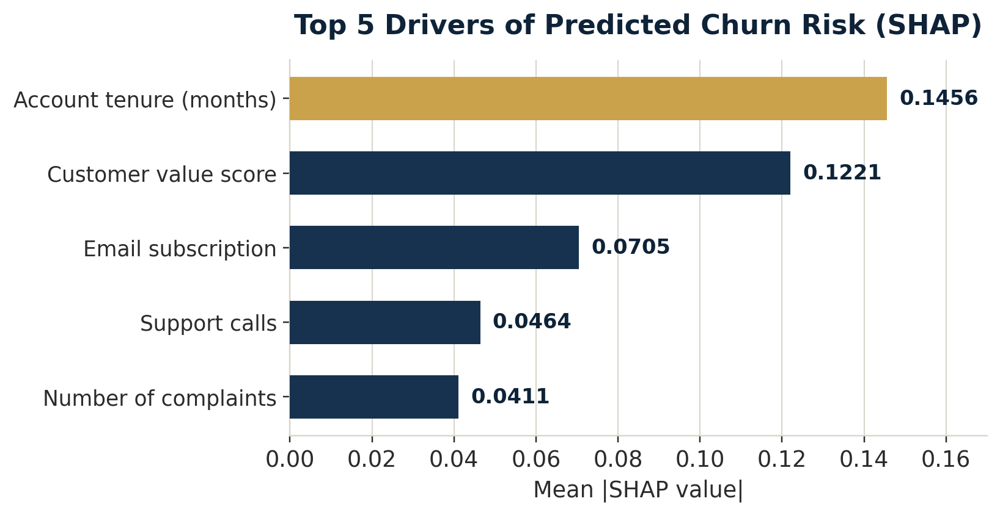 Top 5 Drivers of Predicted Churn Risk (SHAP)
Account tenure (months) 0.1456
Customer value score 0.1221
Email subscription 0.0705
Support calls 0.0464
Number of complaints 0.0411
0.00 0.02 0.04 0.06 0.08 0.10 0.12 0.14 0.16
Mean |SHAP value|